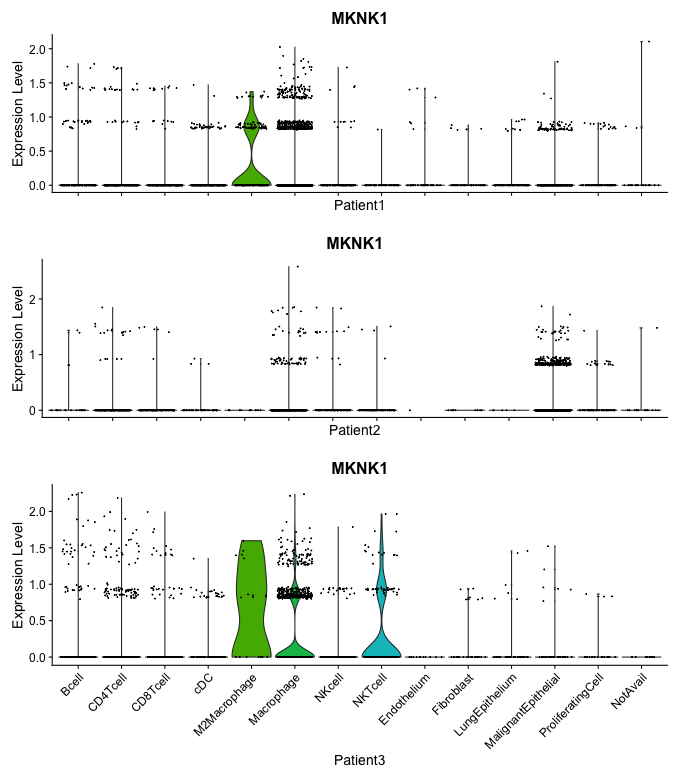 MKNK1
Expression Level
2.0
1.5
1.0
0.5
0.0
Patient1
MKNK1
Expression Level
2
1
0
Patient2
MKNK1
Expression Level
2.0
1.5
1.0
0.5
0.0
Bcell
CD4Tcell
CD8Tcell
cDC
M2Macrophage
Macrophage
NKcell
NKTcell
Endothelium
Fibroblast
LungEpithelium
MalignantEpithelial
ProliferatingCell
NotAvail
Patient3